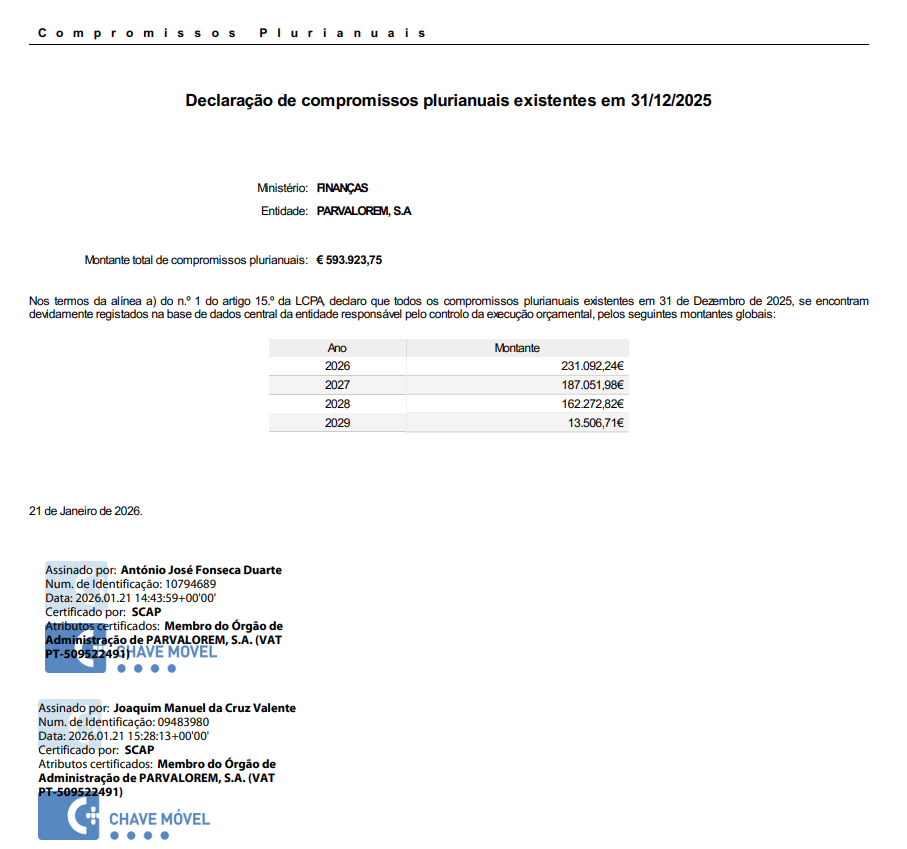 Compromissos Plurianuais
Declaração de compromissos plurianuais existentes em 31/12/2025
Ministério: FINANÇAS
Entidade: PARVALOREM, S.A
Montante total de compromissos plurianuais: € 593.923,75
Nos termos da alínea a) do n.º 1 do artigo 15.º da LCPA, declaro que todos os compromissos plurianuais existentes em 31 de Dezembro de 2025, se encontram
devidamente registados na base de dados central da entidade responsável pelo controlo da execução orçamental, pelos seguintes montantes globais:
Ano Montante
2026 231.092,24€
2027 187.051,98€
2028 162.272,82€
2029 13.506,71€
21 de Janeiro de 2026.
Assinado por: António José Fonseca Duarte
Num. de Identificação: 10794689
Data: 2026.01.21 14:43:59+00'00'
Certificado por: SCAP
Atributos certificados: Membro do Órgão de
Administração de PARVALOREM, S.A. (VAT
PT-509522491)
CHAVE MÓVEL
Assinado por: Joaquim Manuel da Cruz Valente
Num. de Identificação: 09483980
Data: 2026.01.21 15:28:13+00'00'
Certificado por: SCAP
Atributos certificados: Membro do Órgão de
Administração de PARVALOREM, S.A. (VAT
PT-509522491)
CHAVE MÓVEL